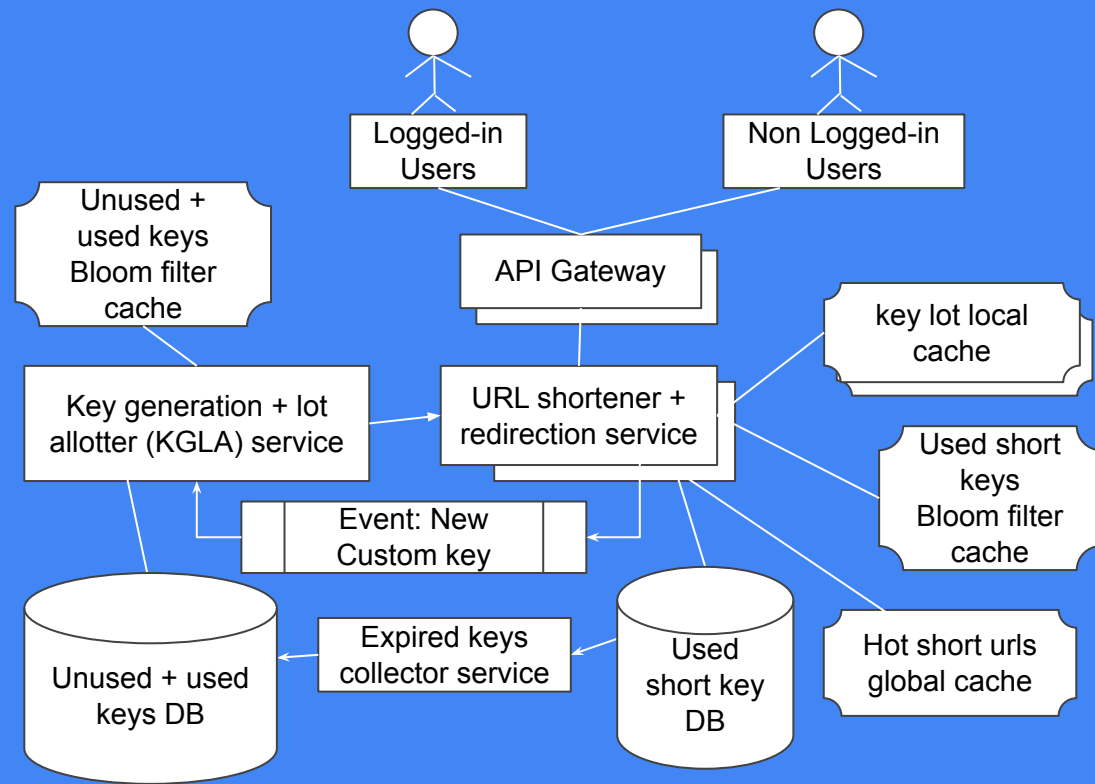 Logged-in
Users
Non Logged-in
Users
Unused +
used keys
Bloom filter
cache
API Gateway
key lot local
cache
Key generation + lot
allotter (KGLA) service
URL shortener +
redirection service
Used short
keys
Bloom filter
cache
Event: New
Custom key
Expired keys
collector service
Unused + used
keys DB
Used
short key
DB
Hot short urls
global cache